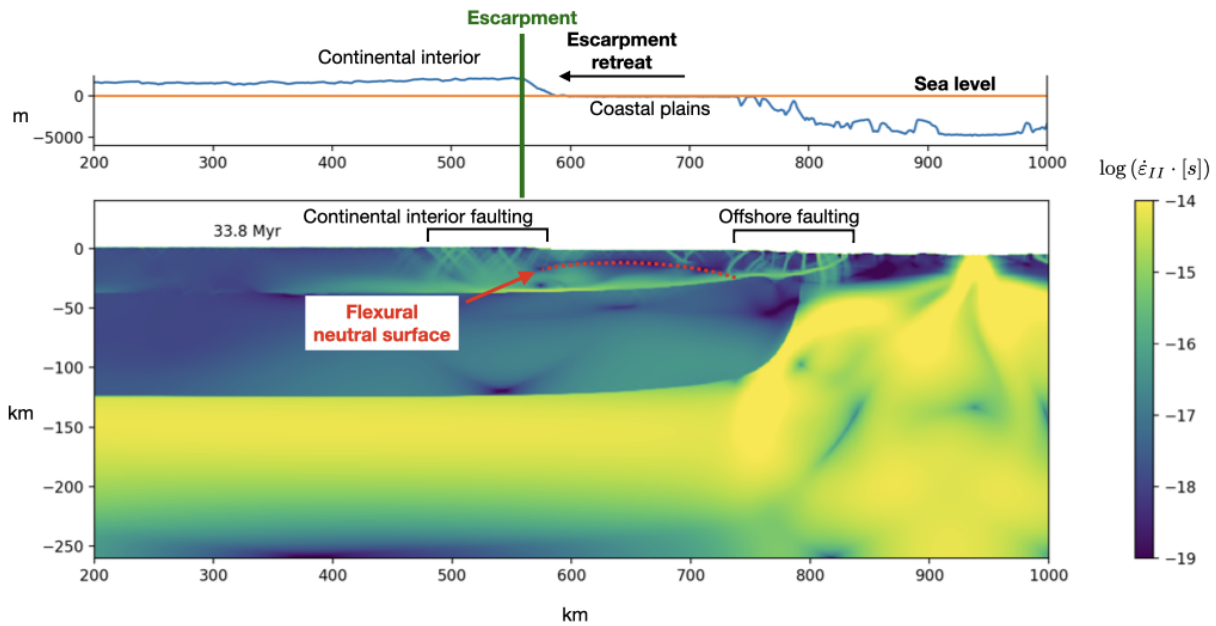 Escarpment
Continental interior
Escarpment
retreat
Sea level
Coastal plains
m
0
−5000
200 300 400 500 600 700 800 900 1000
log (ε̇_II · [s])
Continental interior faulting
Offshore faulting
33.8 Myr
Flexural
neutral surface
km
0
−50
−100
−150
−200
−250
200 300 400 500 600 700 800 900 1000
km
−14
−15
−16
−17
−18
−19